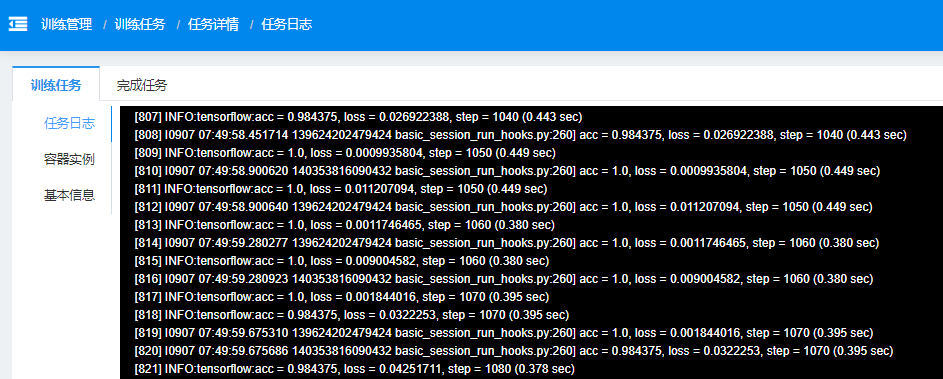 训练管理 / 训练任务 / 任务详情 / 任务日志
训练任务 完成任务
任务日志
容器实例
基本信息
[807] INFO:tensorflow:acc = 0.984375, loss = 0.026922388, step = 1040 (0.443 sec)
[808] I0907 07:49:58.451714 139624202479424 basic_session_run_hooks.py:260] acc = 0.984375, loss = 0.026922388, step = 1040 (0.443 sec)
[809] INFO:tensorflow:acc = 1.0, loss = 0.0009935804, step = 1050 (0.449 sec)
[810] I0907 07:49:58.900620 140353816090432 basic_session_run_hooks.py:260] acc = 1.0, loss = 0.0009935804, step = 1050 (0.449 sec)
[811] INFO:tensorflow:acc = 1.0, loss = 0.011207094, step = 1050 (0.449 sec)
[812] I0907 07:49:58.900640 139624202479424 basic_session_run_hooks.py:260] acc = 1.0, loss = 0.011207094, step = 1050 (0.449 sec)
[813] INFO:tensorflow:acc = 1.0, loss = 0.0011746465, step = 1060 (0.380 sec)
[814] I0907 07:49:59.280277 139624202479424 basic_session_run_hooks.py:260] acc = 1.0, loss = 0.0011746465, step = 1060 (0.380 sec)
[815] INFO:tensorflow:acc = 1.0, loss = 0.009004582, step = 1060 (0.380 sec)
[816] I0907 07:49:59.280923 140353816090432 basic_session_run_hooks.py:260] acc = 1.0, loss = 0.009004582, step = 1060 (0.380 sec)
[817] INFO:tensorflow:acc = 1.0, loss = 0.001844016, step = 1070 (0.395 sec)
[818] INFO:tensorflow:acc = 0.984375, loss = 0.0322253, step = 1070 (0.395 sec)
[819] I0907 07:49:59.675310 139624202479424 basic_session_run_hooks.py:260] acc = 1.0, loss = 0.001844016, step = 1070 (0.395 sec)
[820] I0907 07:49:59.675686 140353816090432 basic_session_run_hooks.py:260] acc = 0.984375, loss = 0.0322253, step = 1070 (0.395 sec)
[821] INFO:tensorflow:acc = 0.984375, loss = 0.04251711, step = 1080 (0.378 sec)